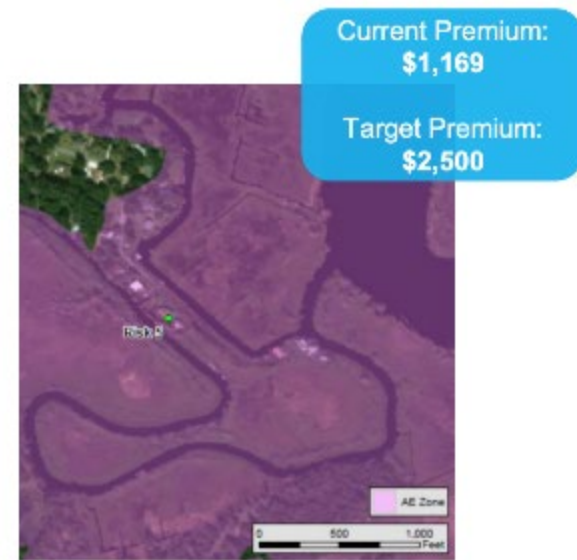 Current Premium:
$1,169
Target Premium:
$2,500
Risk 5
AE Zone
0 500 1,000
Feet